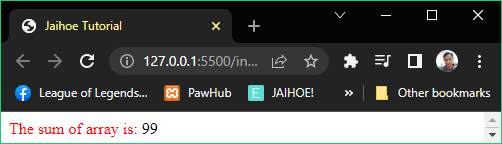 Jaihoe Tutorial
127.0.0.1:5500/in...
League of Legends... PawHub E JAIHOE! » Other bookmarks
The sum of array is: 99